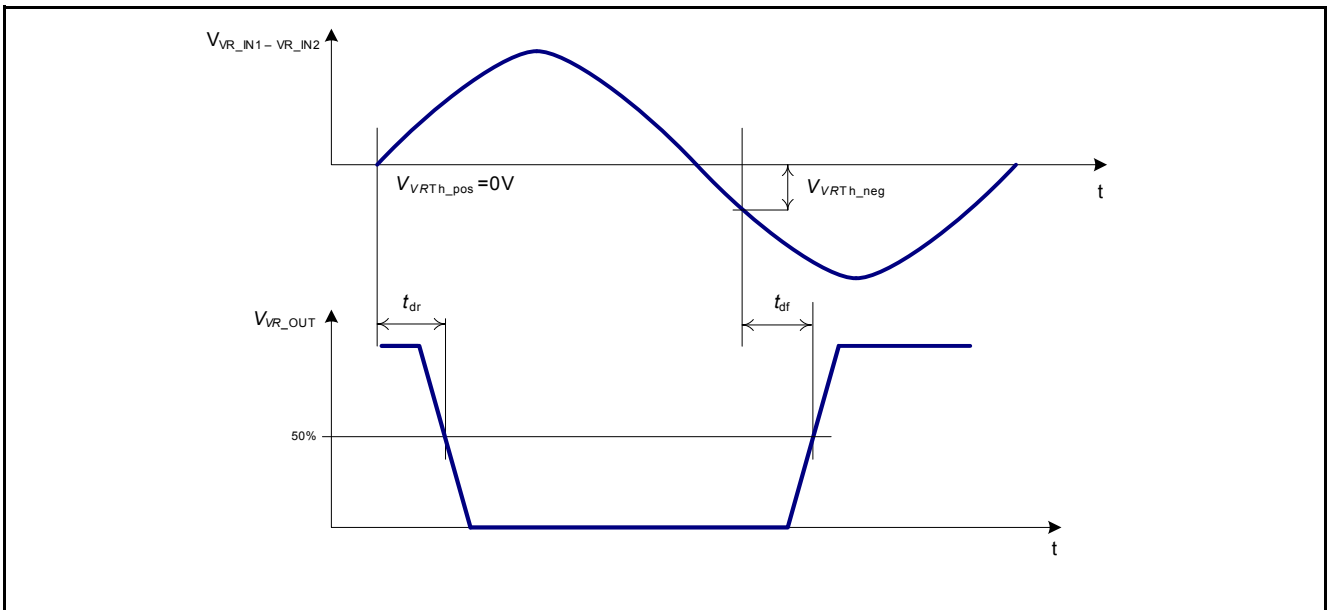 VVR_IN1 – VR_IN2
VVRTh_pos =0V
VVRTh_neg
t
tdr
tdf
VVR_OUT
50%
t